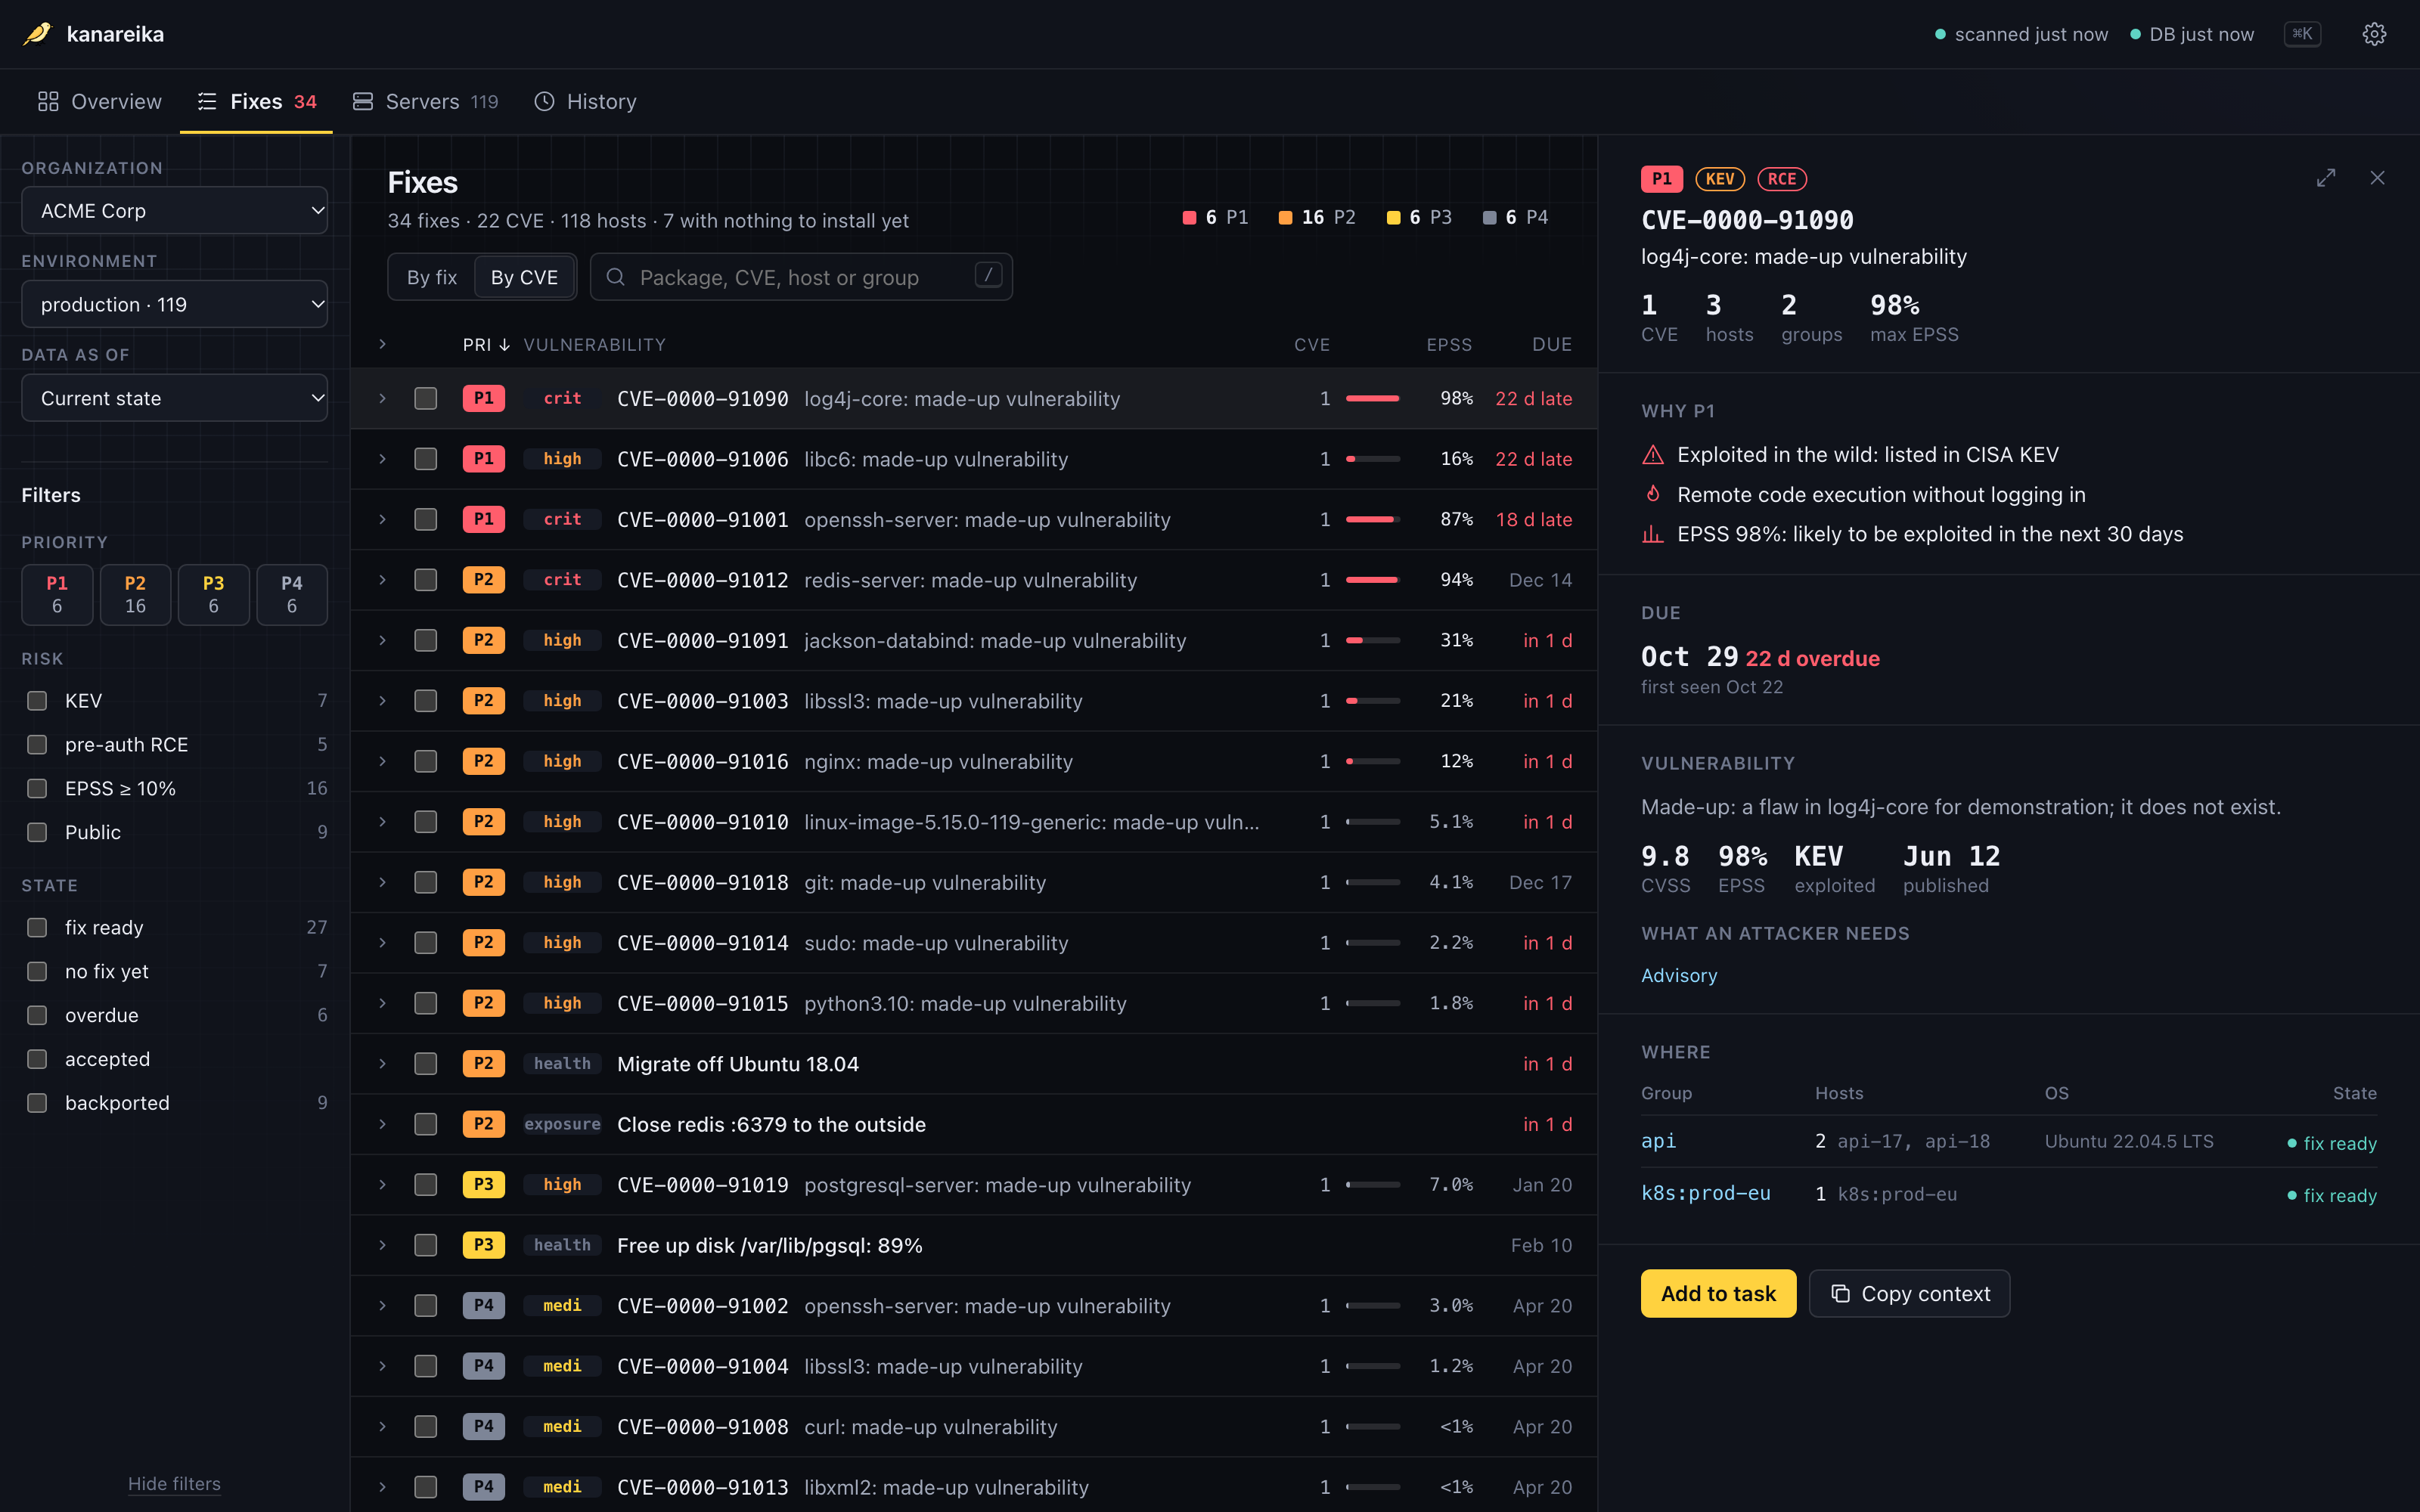 kanareika
scanned just now DB just now ⌘K
Overview Fixes 34 Servers 119 History
ORGANIZATION
ACME Corp
ENVIRONMENT
production · 119
DATA AS OF
Current state
Filters
PRIORITY
P1 P2 P3 P4
6 16 6 6
RISK
KEV 7
pre-auth RCE 5
EPSS ≥ 10% 16
Public 9
STATE
fix ready 27
no fix yet 7
overdue 6
accepted
backported 9
Hide filters
Fixes
34 fixes · 22 CVE · 118 hosts · 7 with nothing to install yet
6 P1 16 P2 6 P3 6 P4
By fix By CVE Package, CVE, host or group /
PRI ↓ VULNERABILITY CVE EPSS DUE
P1 crit CVE-0000-91090 log4j-core: made-up vulnerability 1 98% 22 d late
P1 high CVE-0000-91006 libc6: made-up vulnerability 1 16% 22 d late
P1 crit CVE-0000-91001 openssh-server: made-up vulnerability 1 87% 18 d late
P2 crit CVE-0000-91012 redis-server: made-up vulnerability 1 94% Dec 14
P2 high CVE-0000-91091 jackson-databind: made-up vulnerability 1 31% in 1 d
P2 high CVE-0000-91003 libssl3: made-up vulnerability 1 21% in 1 d
P2 high CVE-0000-91016 nginx: made-up vulnerability 1 12% in 1 d
P2 high CVE-0000-91010 linux-image-5.15.0-119-generic: made-up vuln... 1 5.1% in 1 d
P2 high CVE-0000-91018 git: made-up vulnerability 1 4.1% Dec 17
P2 high CVE-0000-91014 sudo: made-up vulnerability 1 2.2% in 1 d
P2 high CVE-0000-91015 python3.10: made-up vulnerability 1 1.8% in 1 d
P2 health Migrate off Ubuntu 18.04 in 1 d
P2 exposure Close redis :6379 to the outside in 1 d
P3 high CVE-0000-91019 postgresql-server: made-up vulnerability 1 7.0% Jan 20
P3 health Free up disk /var/lib/pgsql: 89% Feb 10
P4 medi CVE-0000-91002 openssh-server: made-up vulnerability 1 3.0% Apr 20
P4 medi CVE-0000-91004 libssl3: made-up vulnerability 1 1.2% Apr 20
P4 medi CVE-0000-91008 curl: made-up vulnerability 1 <1% Apr 20
P4 medi CVE-0000-91013 libxml2: made-up vulnerability 1 <1% Apr 20
P1 KEV RCE
CVE-0000-91090
log4j-core: made-up vulnerability
1 3 2 98%
CVE hosts groups max EPSS
WHY P1
Exploited in the wild: listed in CISA KEV
Remote code execution without logging in
EPSS 98%: likely to be exploited in the next 30 days
DUE
Oct 29 22 d overdue
first seen Oct 22
VULNERABILITY
Made-up: a flaw in log4j-core for demonstration; it does not exist.
9.8 98% KEV Jun 12
CVSS EPSS exploited published
WHAT AN ATTACKER NEEDS
Advisory
WHERE
Group Hosts OS State
api 2 api-17, api-18 Ubuntu 22.04.5 LTS fix ready
k8s:prod-eu 1 k8s:prod-eu fix ready
Add to task Copy context